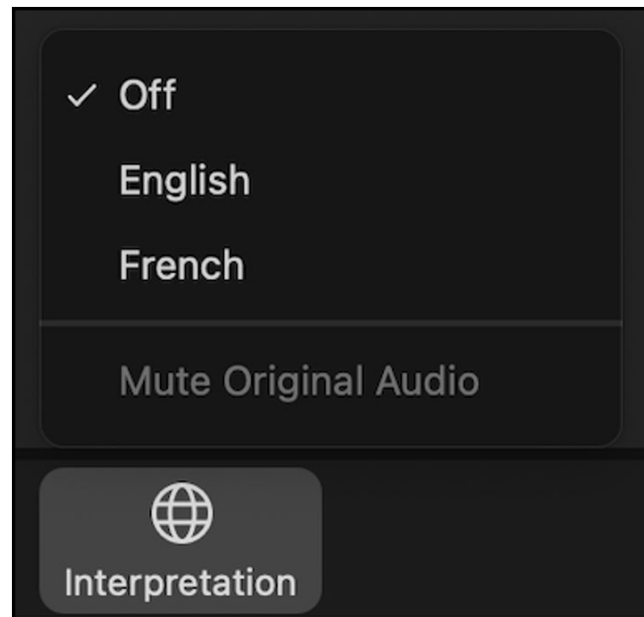 Off
English
French
Mute Original Audio
Interpretation